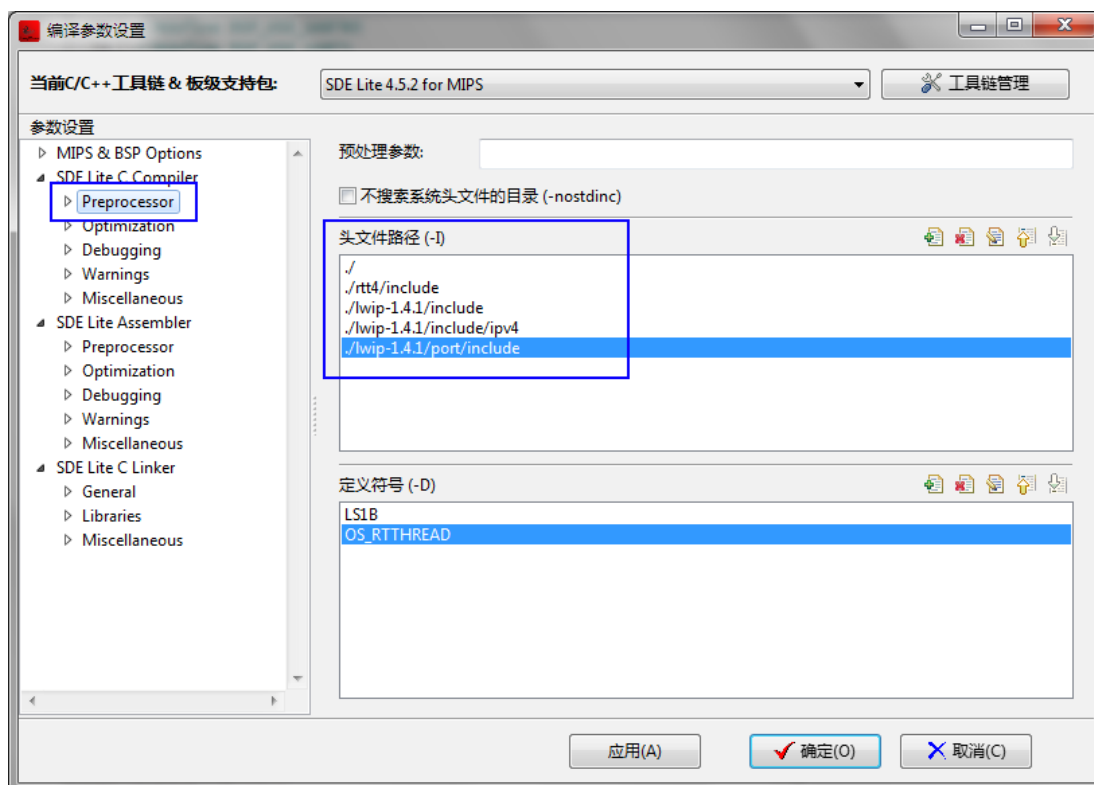 编译参数设置
当前C/C++工具链 & 板级支持包:
SDE Lite 4.5.2 for MIPS
工具链管理
参数设置
MIPS & BSP Options
SDE Lite C Compiler
Preprocessor
Optimization
Debugging
Warnings
Miscellaneous
SDE Lite Assembler
Preprocessor
Optimization
Debugging
Warnings
Miscellaneous
SDE Lite C Linker
General
Libraries
Miscellaneous
预处理参数:
不搜索系统头文件的目录 (-nostdinc)
头文件路径 (-I)
./
./rtt4/include
./lwip-1.4.1/include
./lwip-1.4.1/include/ipv4
./lwip-1.4.1/port/include
定义符号 (-D)
LS1B
OS_RTTHREAD
应用(A)
确定(O)
取消(C)